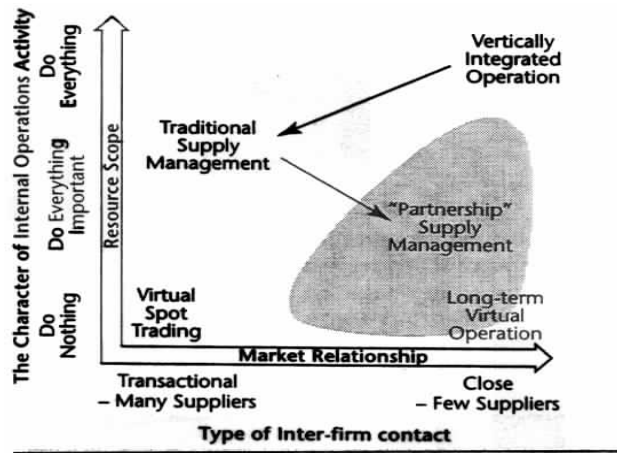 The Character of Internal Operations Activity
Do
Everything
Do Everything
Important
Do
Nothing
Resource Scope
Vertically
Integrated
Operation
Traditional
Supply
Management
"Partnership"
Supply
Management
Virtual
Spot
Trading
Long-term
Virtual
Operation
Market Relationship
Transactional
– Many Suppliers
Close
– Few Suppliers
Type of Inter-firm contact